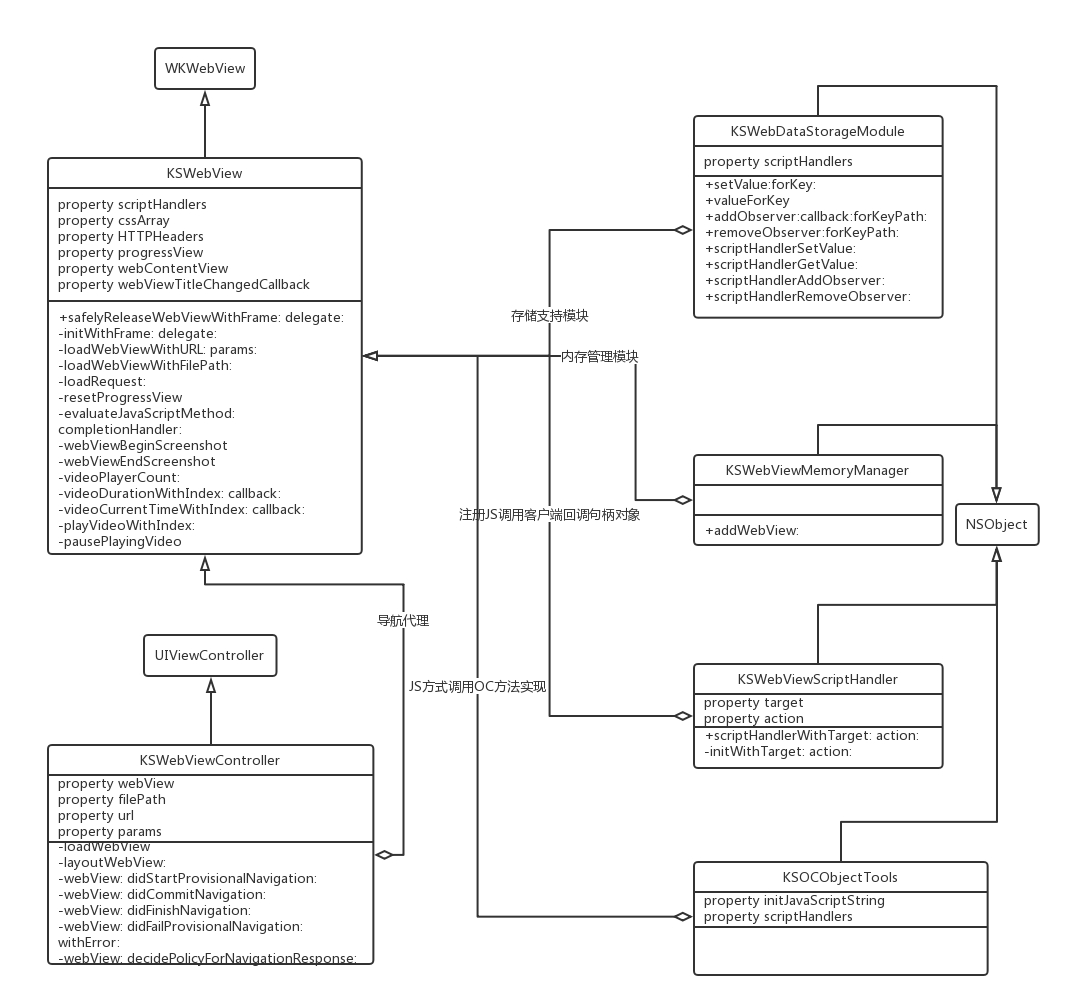 WKWebView
KSWebView
property scriptHandlers
property cssArray
property HTTPHeaders
property progressView
property webContentView
property webViewTitleChangedCallback
+safelyReleaseWebViewWithFrame: delegate:
-initWithFrame: delegate:
-loadWebViewWithURL: params:
-loadWebViewWithFilePath:
-loadRequest:
-resetProgressView
-evaluateJavaScriptMethod:
completionHandler:
-webViewBeginScreenshot
-webViewEndScreenshot
-videoPlayerCount:
-videoDurationWithIndex: callback:
-videoCurrentTimeWithIndex: callback:
-playVideoWithIndex:
-pausePlayingVideo
UIViewController
KSWebViewController
property webView
property filePath
property url
property params
-loadWebView
-layoutWebView:
-webView: didStartProvisionalNavigation:
-webView: didCommitNavigation:
-webView: didFinishNavigation:
-webView: didFailProvisionalNavigation:
withError:
-webView: decidePolicyForNavigationResponse:
存储支持模块
内存管理模块
注册JS调用客户端回调句柄对象
导航代理
JS方式调用OC方法实现
KSWebDataStorageModule
property scriptHandlers
+setValue:forKey:
+valueForKey
+addObserver:callback:forKeyPath:
+removeObserver:forKeyPath:
+scriptHandlerSetValue:
+scriptHandlerGetValue:
+scriptHandlerAddObserver:
+scriptHandlerRemoveObserver:
KSWebViewMemoryManager
+addWebView:
NSObject
KSWebViewScriptHandler
property target
property action
+scriptHandlerWithTarget: action:
-initWithTarget: action:
KSOCObjectTools
property initJavaScriptString
property scriptHandlers